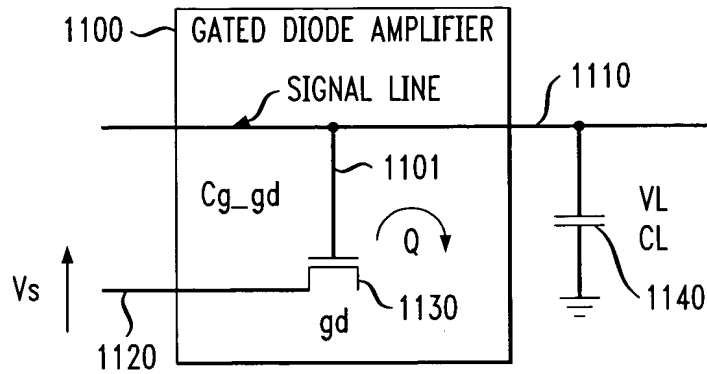 1100
GATED DIODE AMPLIFIER
SIGNAL LINE
1110
1101
Cg_gd
Q
VL
CL
Vs
1130
1140
gd
1120